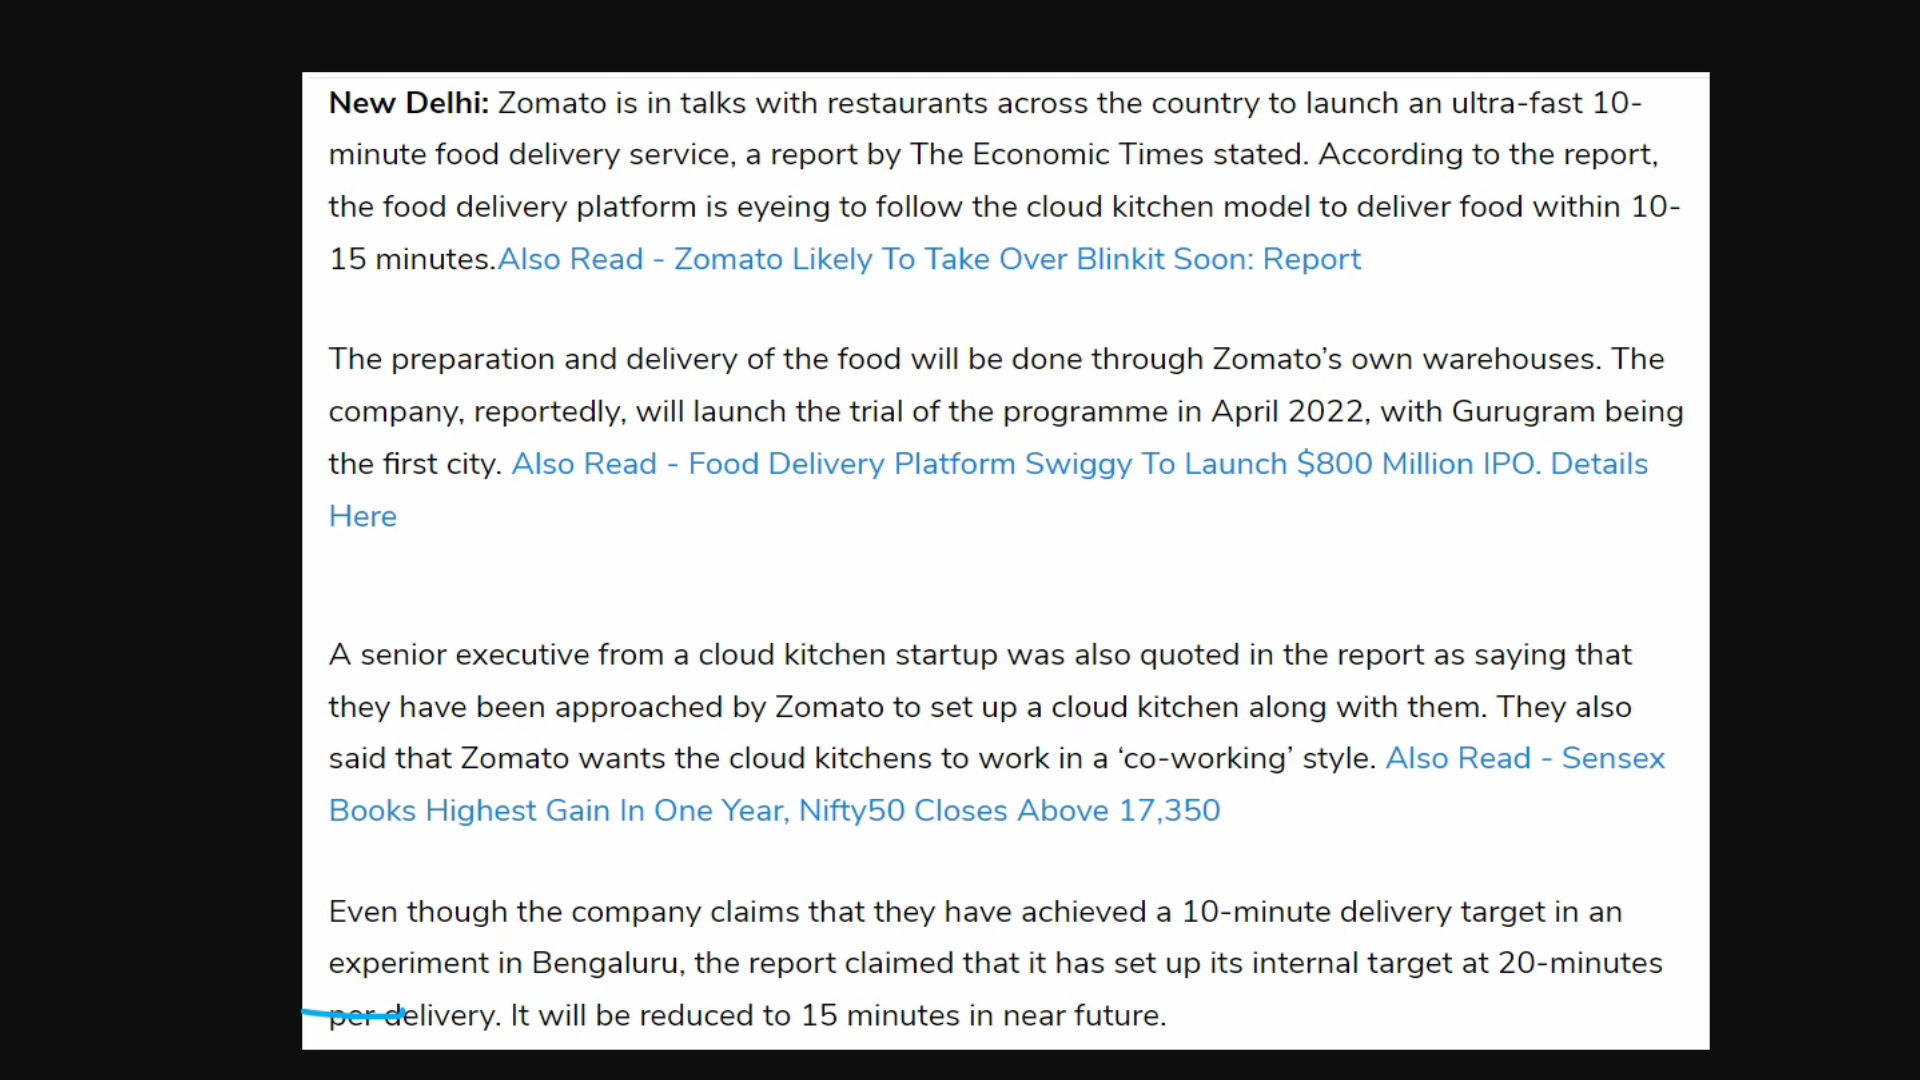 New Delhi: Zomato is in talks with restaurants across the country to launch an ultra-fast 10-
minute food delivery service, a report by The Economic Times stated. According to the report,
the food delivery platform is eyeing to follow the cloud kitchen model to deliver food within 10-
15 minutes.Also Read - Zomato Likely To Take Over Blinkit Soon: Report
The preparation and delivery of the food will be done through Zomato’s own warehouses. The
company, reportedly, will launch the trial of the programme in April 2022, with Gurugram being
the first city. Also Read - Food Delivery Platform Swiggy To Launch $800 Million IPO. Details
Here
A senior executive from a cloud kitchen startup was also quoted in the report as saying that
they have been approached by Zomato to set up a cloud kitchen along with them. They also
said that Zomato wants the cloud kitchens to work in a ‘co-working’ style. Also Read - Sensex
Books Highest Gain In One Year, Nifty50 Closes Above 17,350
Even though the company claims that they have achieved a 10-minute delivery target in an
experiment in Bengaluru, the report claimed that it has set up its internal target at 20-minutes
per delivery. It will be reduced to 15 minutes in near future.